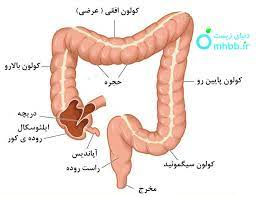 کولون افقی ( عرضی)
دنیای زیست
mhbb.ir
کولون بالارو
حجره
کولون پایین رو
دریچه
ایلئوسکال
روده ی کور
آپاندیس
راست روده
کولون سیگموئید
مخرج